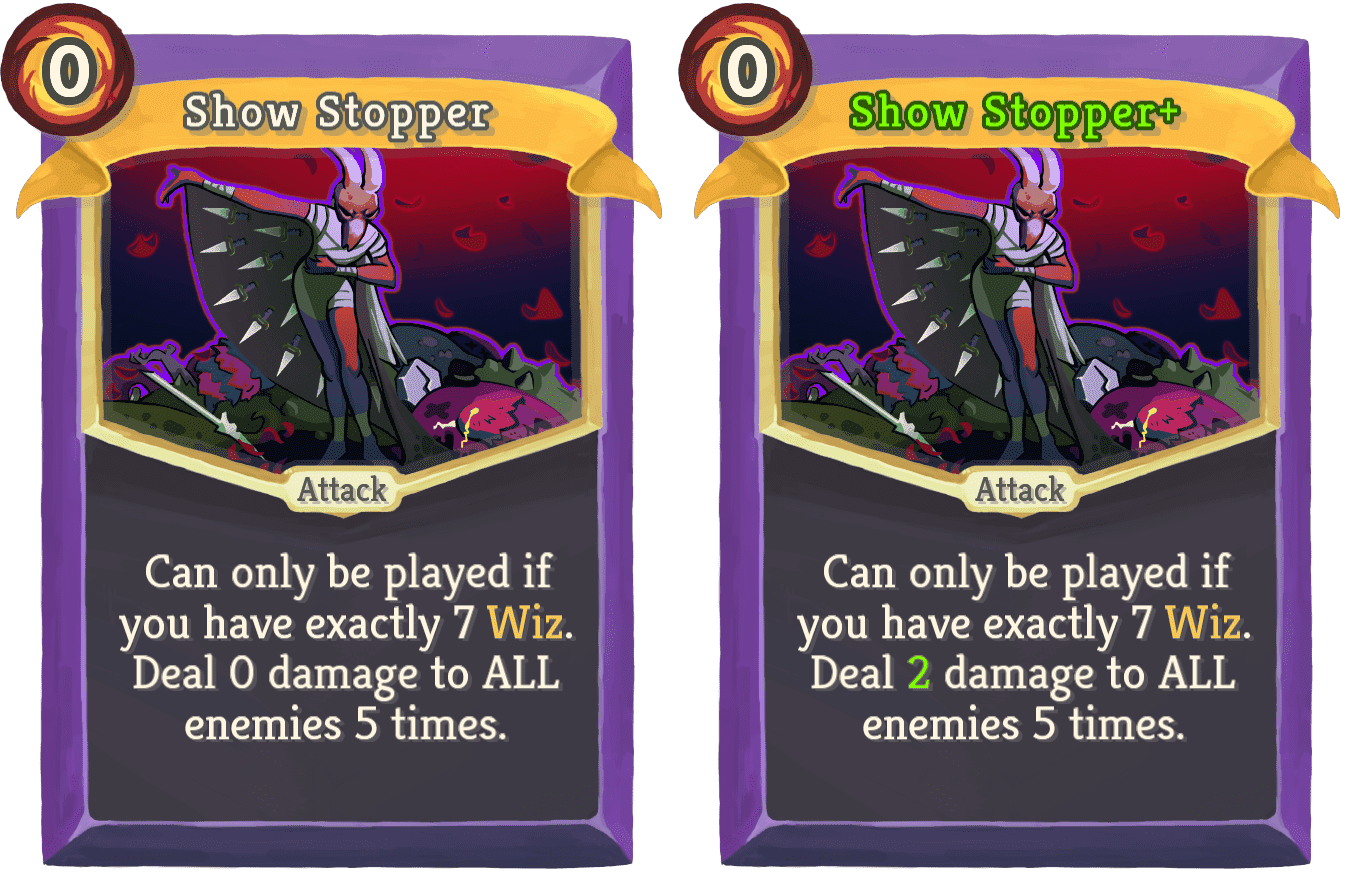 0
Show Stopper
Attack
Can only be played if
you have exactly 7 Wiz.
Deal 0 damage to ALL
enemies 5 times.
0
Show Stopper+
Attack
Can only be played if
you have exactly 7 Wiz.
Deal 2 damage to ALL
enemies 5 times.